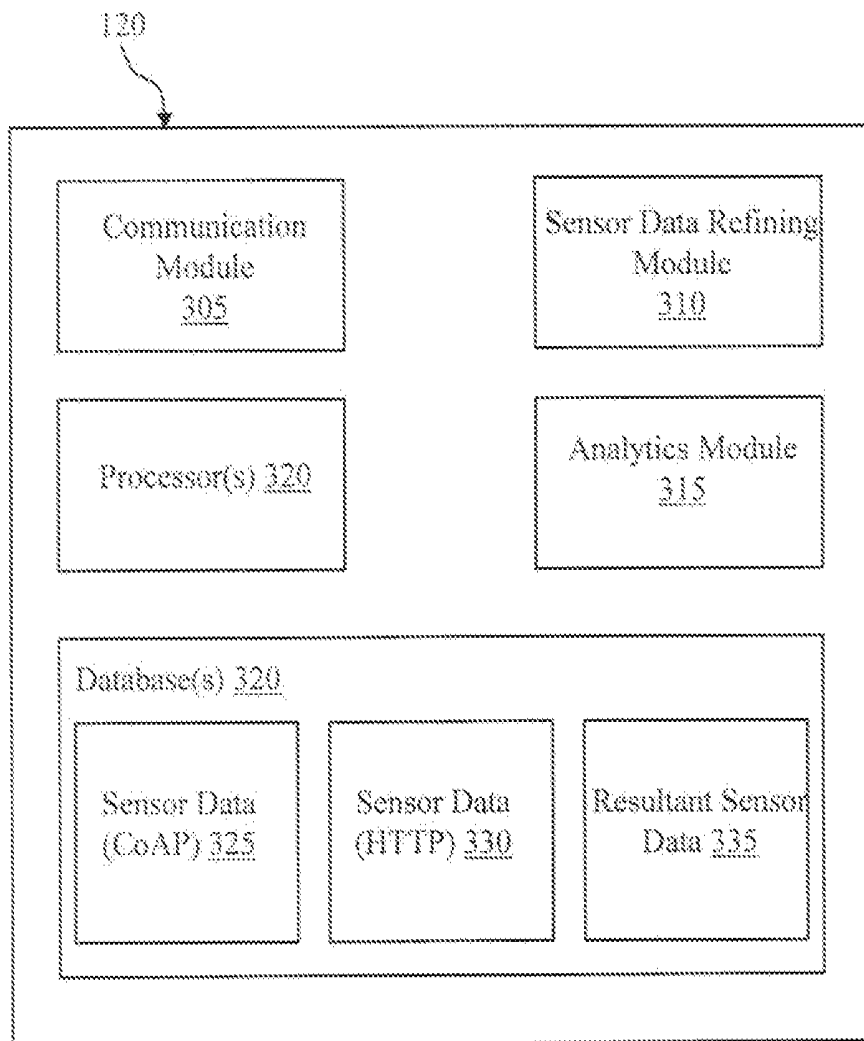 120
Communication
Module
305
Sensor Data Refining
Module
310
Processor(s) 320
Analytics Module
315
Database(s) 320
Sensor Data
(CoAP) 325
Sensor Data
(HTTP) 330
Resultant Sensor
Data 335